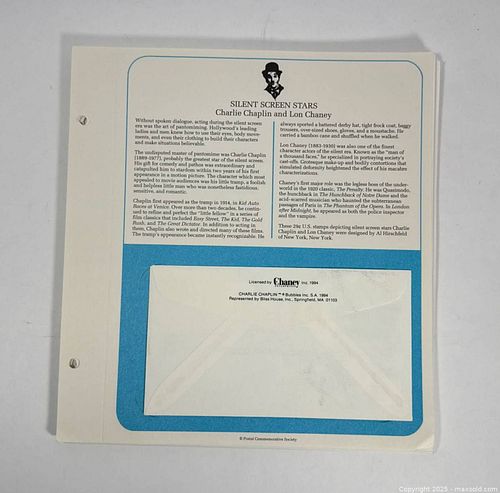 SILENT SCREEN STARS
Charlie Chaplin and Lon Chaney
Without spoken dialogue, acting during the silent screen
era was the art of pantomiming. Hollywood's leading
ladies and men knew how to use their eyes, body move-
ments, and even their clothing to build their characters
and make situations believable.
The undisputed master of pantomime was Charlie Chaplin
(1889-1977), probably the greatest star of the silent screen.
His gift for comedy and pathos was extraordinary and
catapulted him to stardom within two years of his first
appearance in a motion picture. The character which most
appealed to movie audiences was his little tramp, a foolish
and helpless little man who was nonetheless fastidious,
sensitive, and romantic.
Chaplin first appeared as the tramp in 1914, in Kid Auto
Races at Venice. Over more than two decades, he contin-
ued to refine and perfect the "little fellow" in a series of
film classics that included Easy Street, The Kid, The Gold
Rush, and The Great Dictator. In addition to acting in
them, Chaplin also wrote and directed many of these films.
The tramp's appearance became instantly recognizable. He
always sported a battered derby hat, tight frock coat, baggy
trousers, over-sized shoes, gloves, and a moustache. He
carried a bamboo cane and shuffled when he walked.
Lon Chaney (1883-1930) was also one of the finest
character actors of the silent era. Known as the "man of
a thousand faces," he specialized in portraying society's
cast-offs. Grotesque make-up and bodily contortions that
simulated deformity heightened the effect of his macabre
characterizations.
Chaney's first major role was the legless boss of the under-
world in the 1920 classic, The Penalty. He was Quasimodo,
the hunchback in The Hunchback of Notre Dame and the
acid-scarred musician who haunted the subterranean
passages of Paris in The Phantom of the Opera. In London
after Midnight, he appeared as both the police inspector
and the vampire.
These 29¢ U.S. stamps depicting silent screen stars Charlie
Chaplin and Lon Chaney were designed by Al Hirschfeld
of New York, New York.
Licensed by Chaney Inc. 1994
CHARLIE CHAPLIN™ © Bubbles Inc. S.A. 1994
Represented by Bliss House, Inc., Springfield, MA 01103
© Postal Commemorative Society
Copyright 2025 - maxsold.com